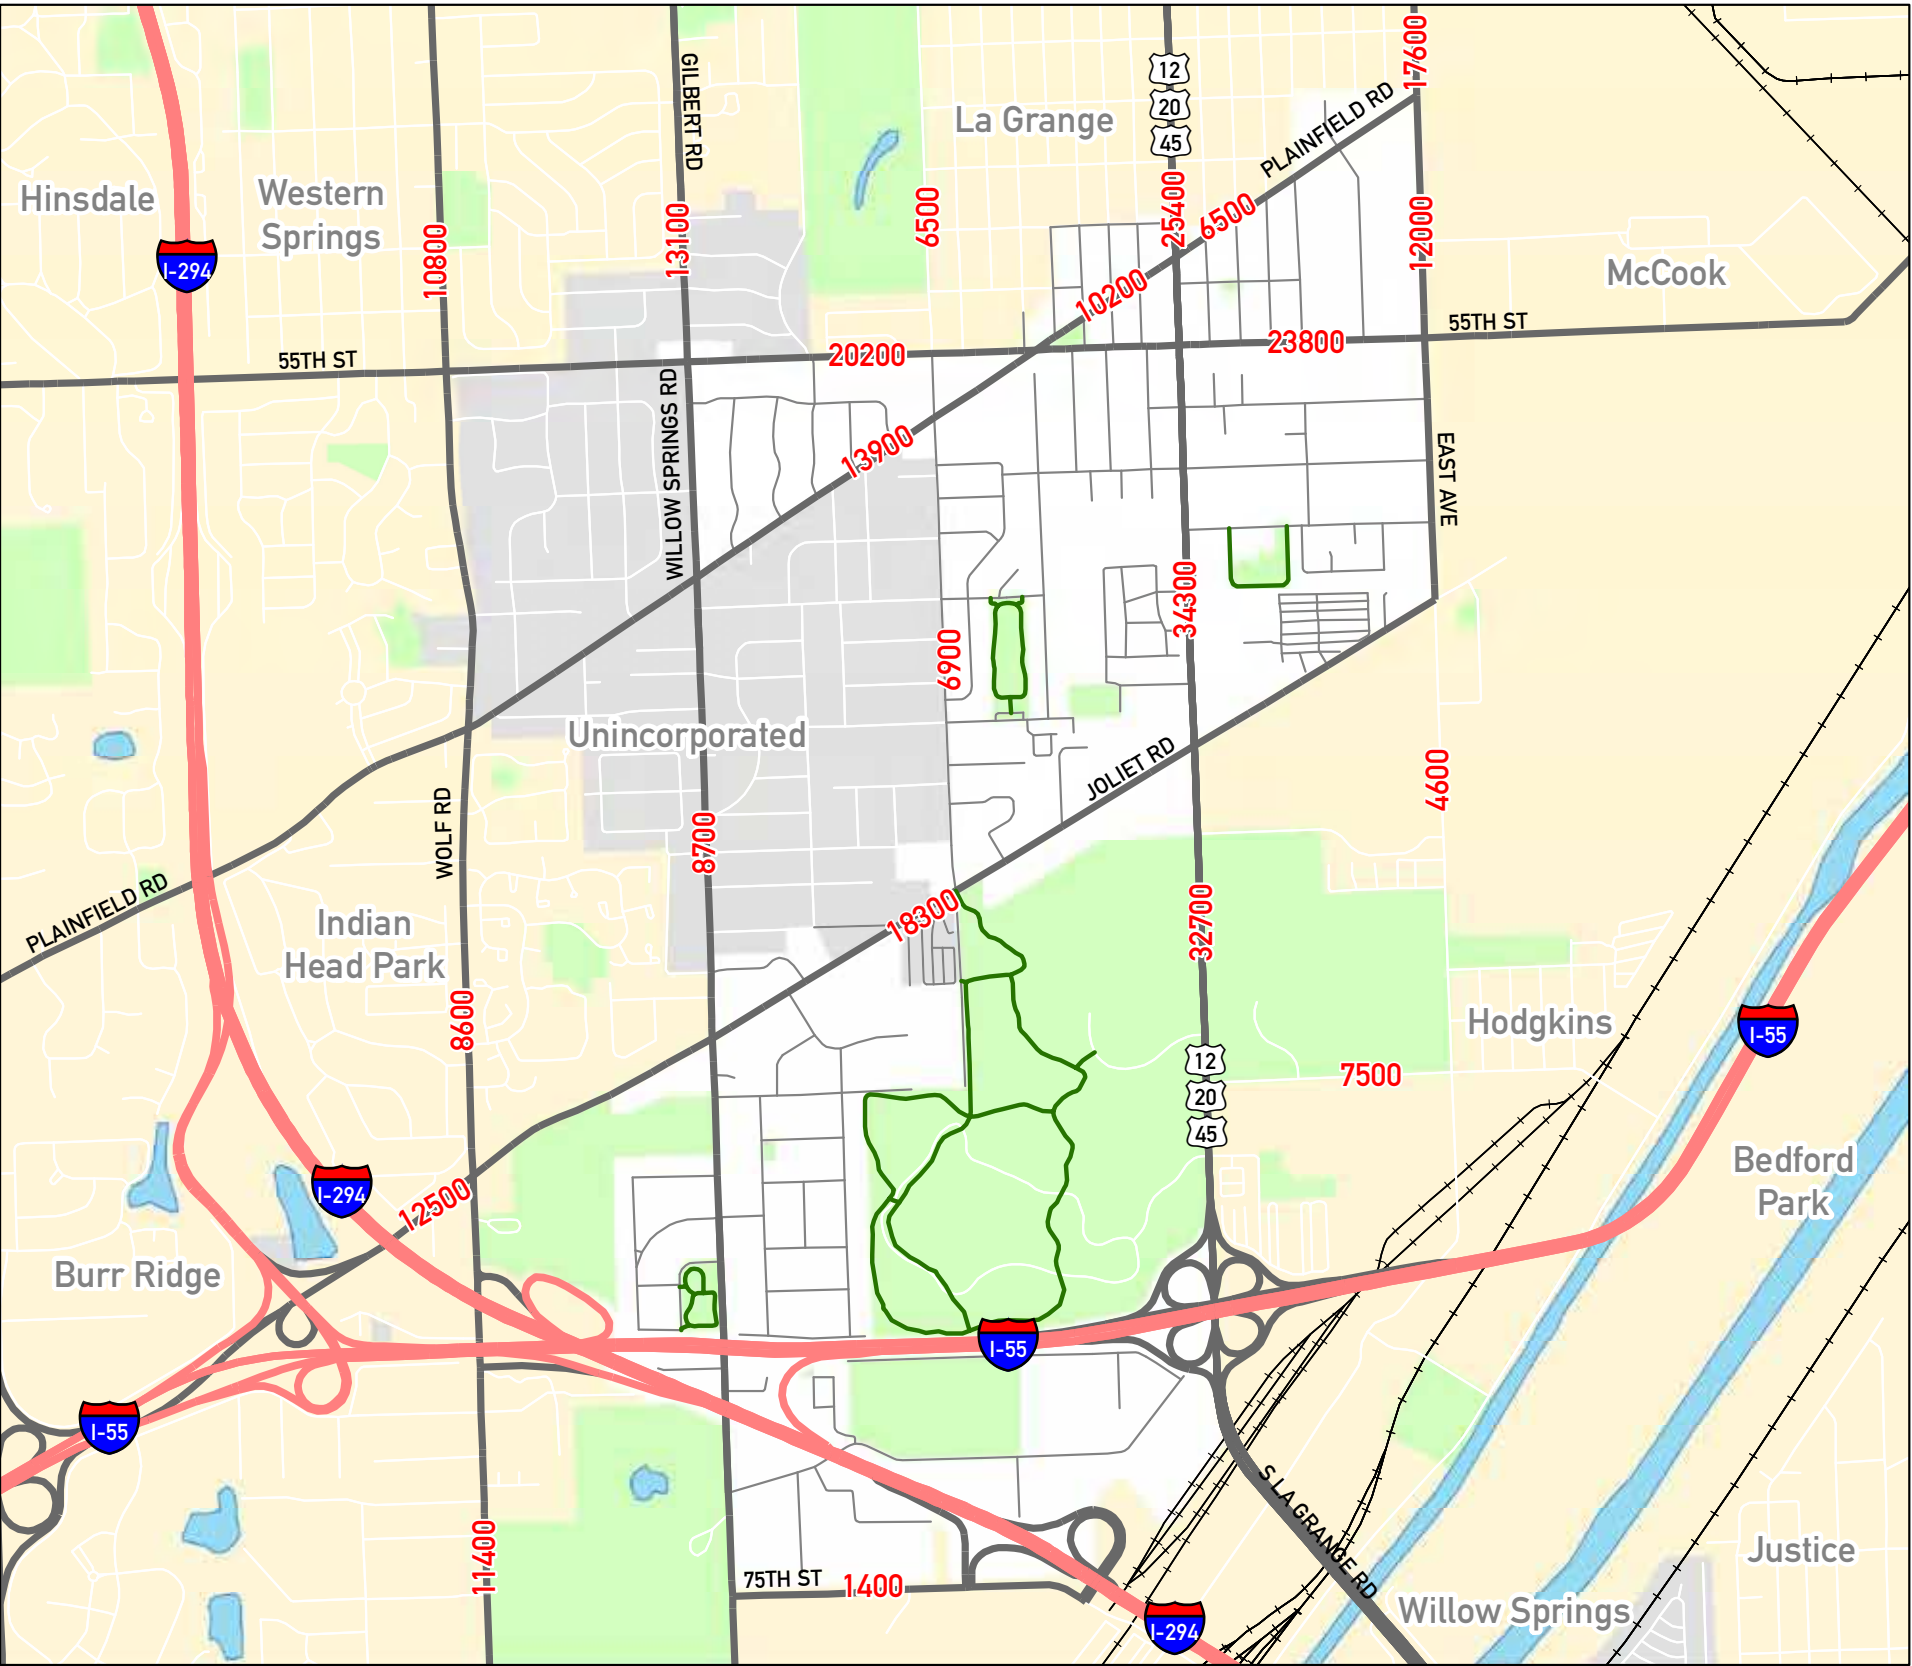 17600
GILBERT RD
12
20
45
La Grange
PLAINFIELD RD
Hinsdale
Western
Springs
10800
13100
6500
25400
6500
12000
I-294
McCook
10200
55TH ST
55TH ST
20200
23800
WILLOW SPRINGS RD
13900
EAST AVE
34300
6900
Unincorporated
JOLIET RD
4600
WOLF RD
8700
PLAINFIELD RD
18300
32700
Indian
Head Park
8600
Hodgkins
I-55
12
20
45
7500
I-294
12500
Bedford
Park
Burr Ridge
I-55
I-55
S LA GRANGE RD
11400
75TH ST
1400
Justice
Willow Springs
I-294